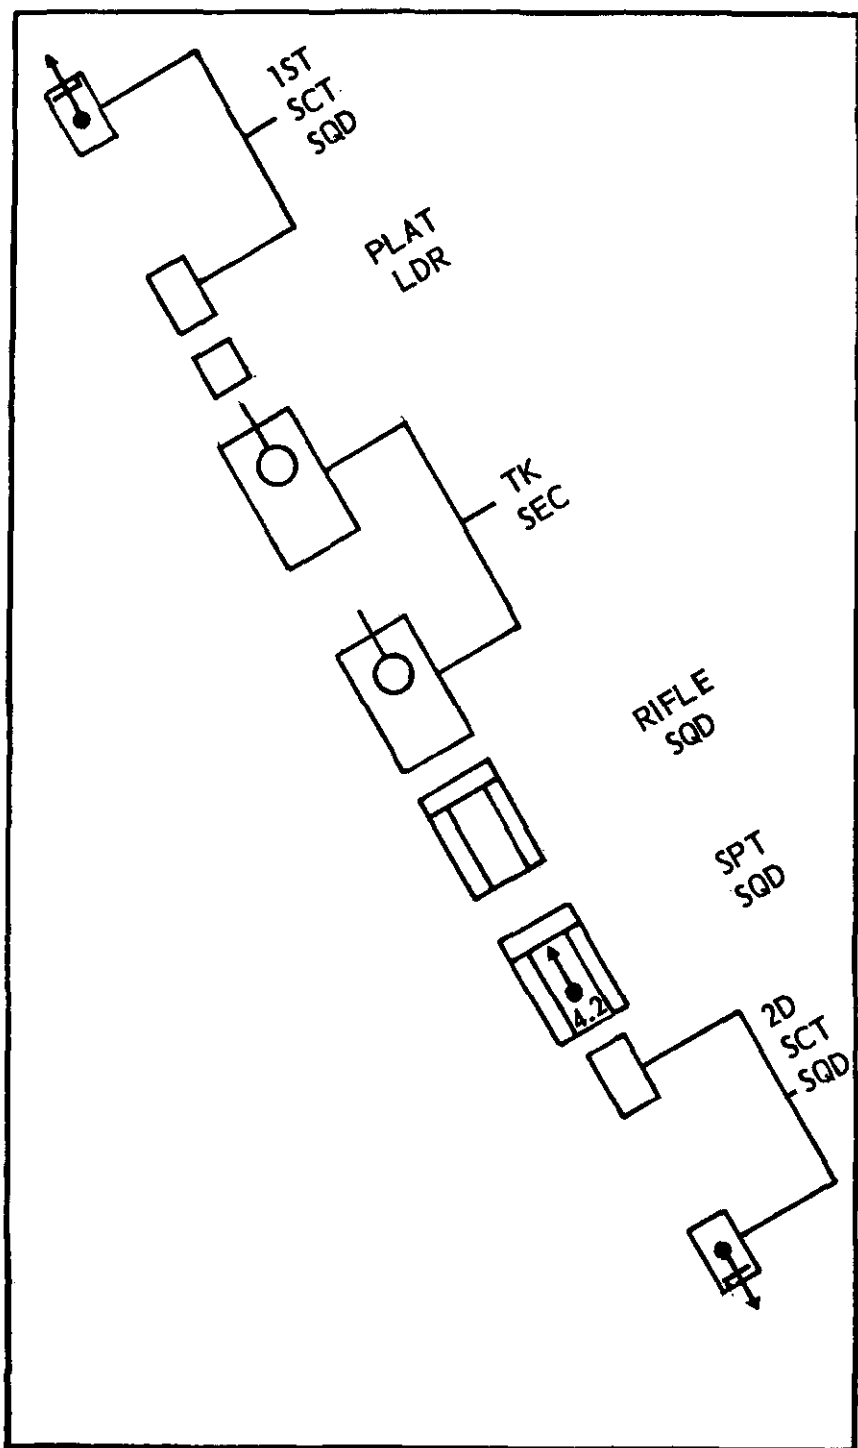 1ST
SCT
SQD
PLAT
LDR
TK
SEC
RIFLE
SQD
SPT
SQD
4.2
2D
SCT
SQD